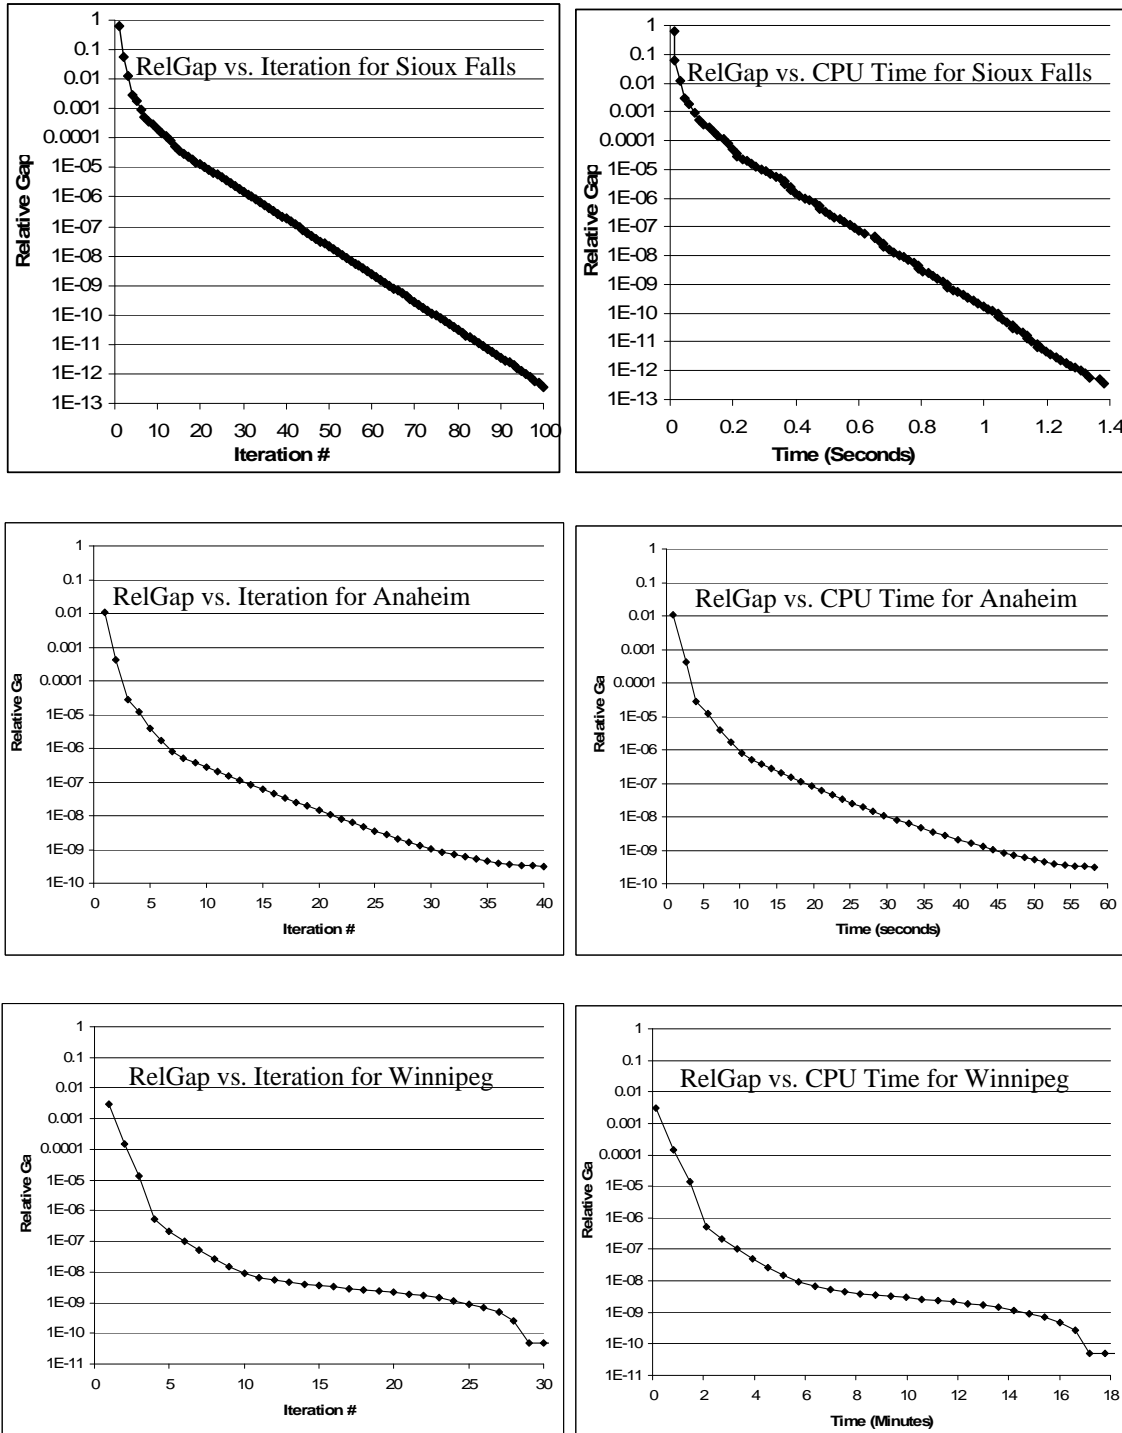 RelGap vs. Iteration for Sioux Falls
Relative Gap
1
0.1
0.01
0.001
0.0001
1E-05
1E-06
1E-07
1E-08
1E-09
1E-10
1E-11
1E-12
1E-13
0 10 20 30 40 50 60 70 80 90 100
Iteration #
RelGap vs. CPU Time for Sioux Falls
Relative Gap
1
0.1
0.01
0.001
0.0001
1E-05
1E-06
1E-07
1E-08
1E-09
1E-10
1E-11
1E-12
1E-13
0 0.2 0.4 0.6 0.8 1 1.2 1.4
Time (Seconds)
RelGap vs. Iteration for Anaheim
Relative Ga
1
0.1
0.01
0.001
0.0001
1E-05
1E-06
1E-07
1E-08
1E-09
1E-10
0 5 10 15 20 25 30 35 40
Iteration #
RelGap vs. CPU Time for Anaheim
Relative Ga
1
0.1
0.01
0.001
0.0001
1E-05
1E-06
1E-07
1E-08
1E-09
1E-10
0 5 10 15 20 25 30 35 40 45 50 55 60
Time (seconds)
RelGap vs. Iteration for Winnipeg
Relative Ga
1
0.1
0.01
0.001
0.0001
1E-05
1E-06
1E-07
1E-08
1E-09
1E-10
1E-11
0 5 10 15 20 25 30
Iteration #
RelGap vs. CPU Time for Winnipeg
Relative Ga
1
0.1
0.01
0.001
0.0001
1E-05
1E-06
1E-07
1E-08
1E-09
1E-10
1E-11
0 2 4 6 8 10 12 14 16 18
Time (Minutes)